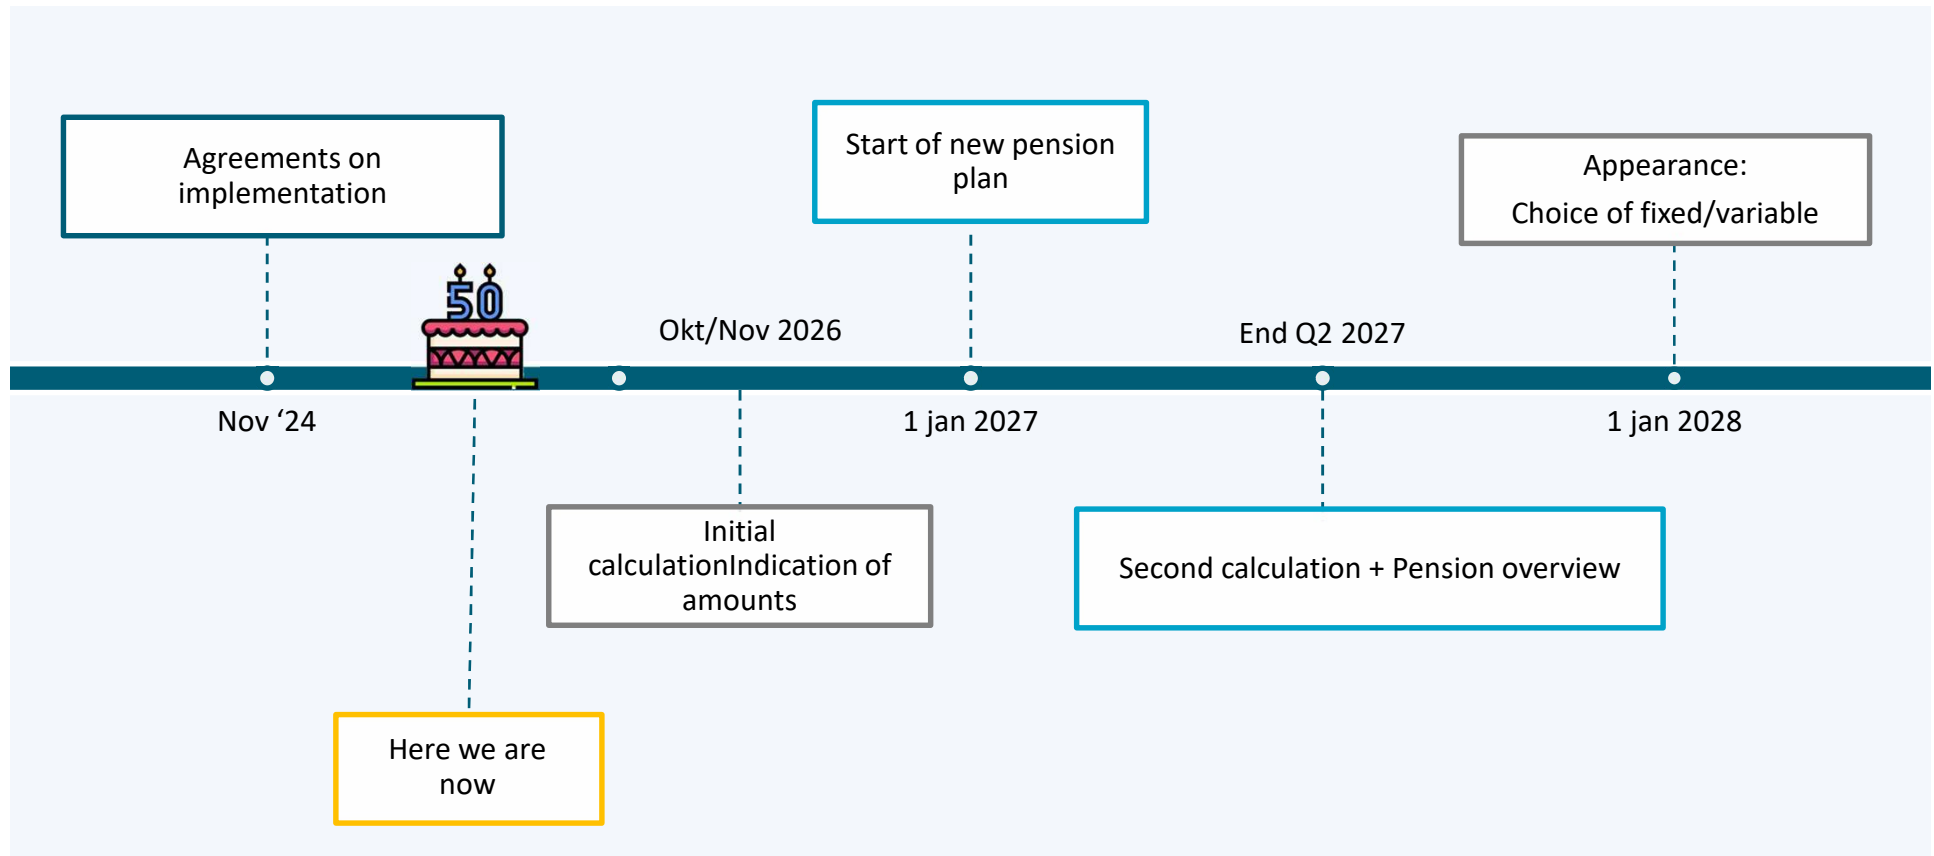 Agreements on
implementation
Start of new pension
plan
Appearance:
Choice of fixed/variable
50
Okt/Nov 2026
End Q2 2027
Nov ‘24
1 jan 2027
1 jan 2028
Initial
calculationIndication of
amounts
Second calculation + Pension overview
Here we are
now